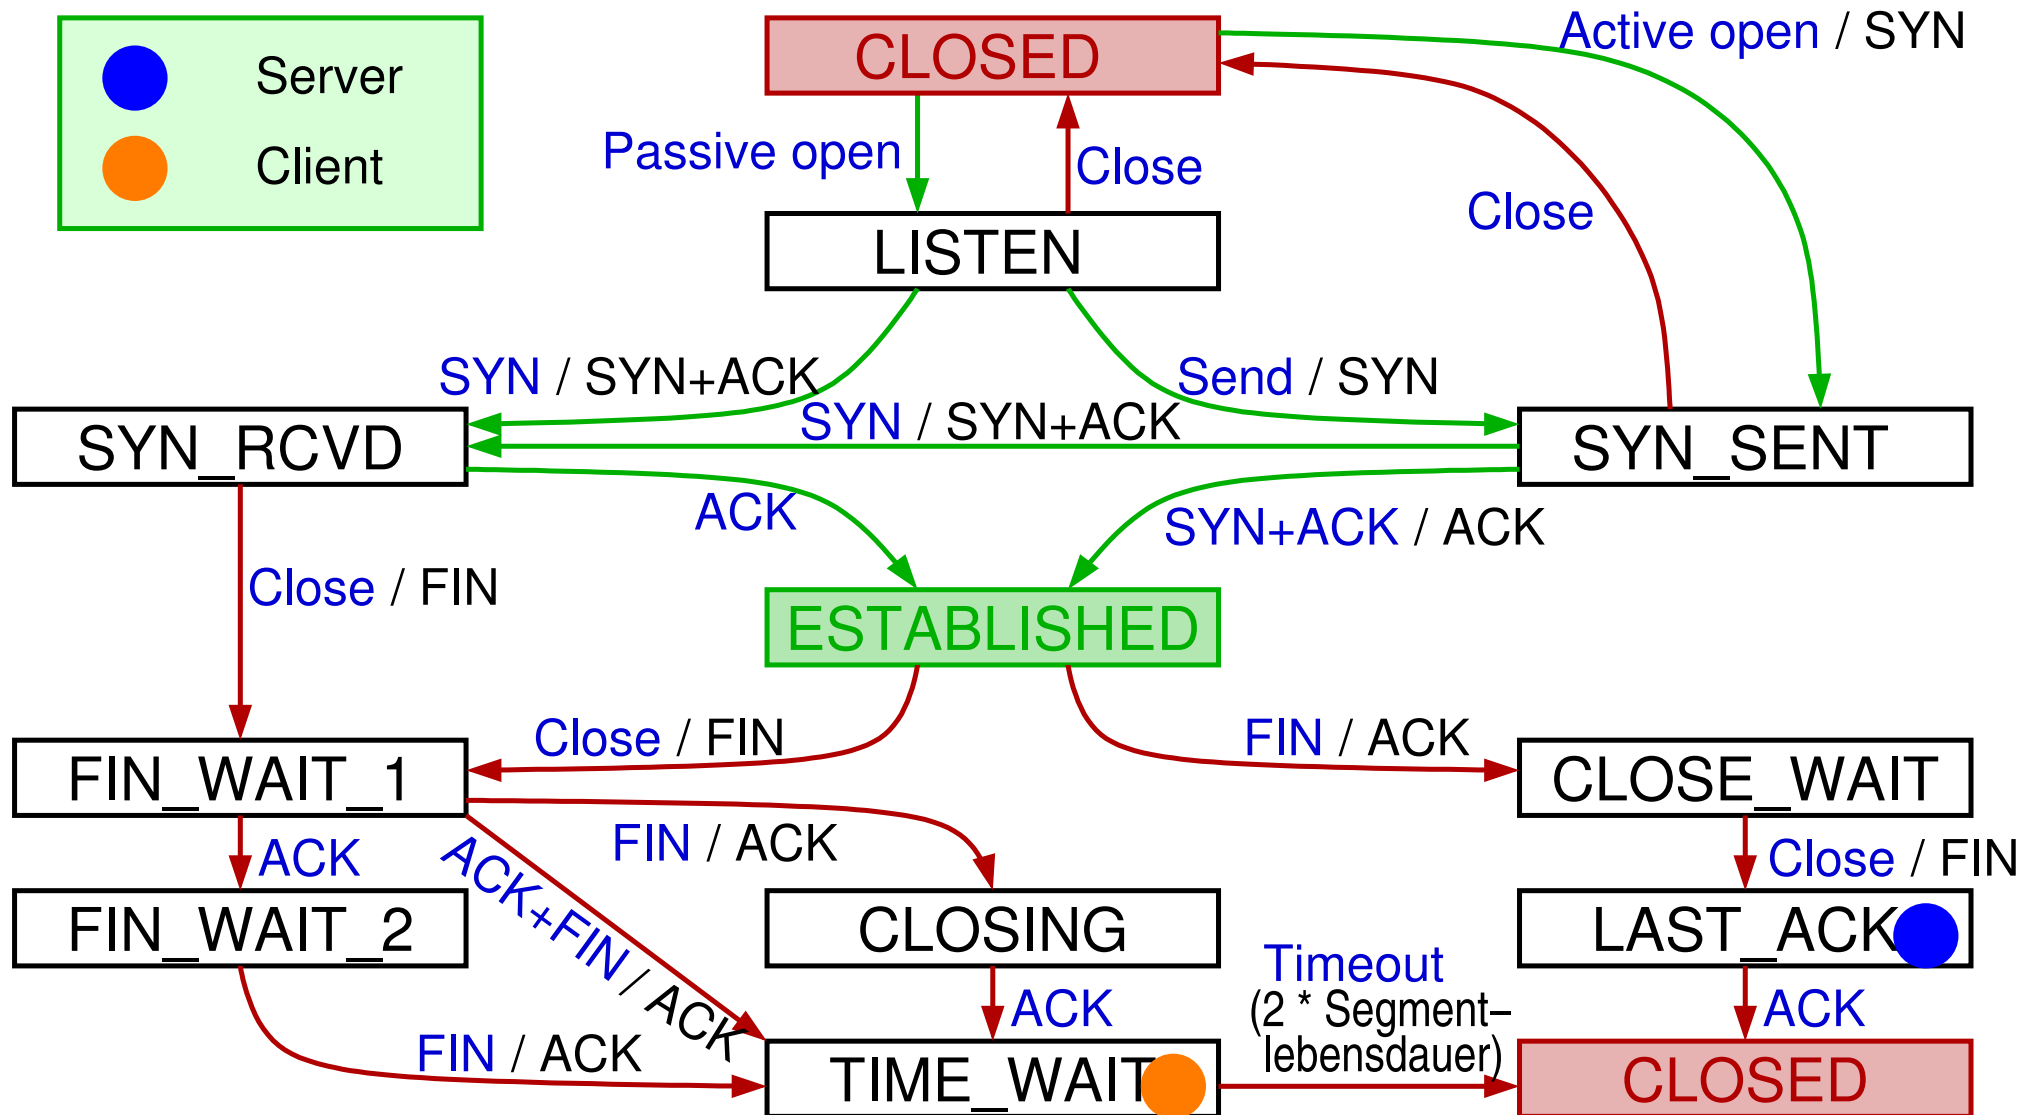 Server
Client
CLOSED
Active open / SYN
Passive open
Close
Close
LISTEN
SYN / SYN+ACK
Send / SYN
SYN / SYN+ACK
SYN_RCVD
SYN_SENT
ACK
SYN+ACK / ACK
Close / FIN
ESTABLISHED
Close / FIN
FIN / ACK
FIN_WAIT_1
CLOSE_WAIT
ACK
ACK+FIN / ACK
FIN / ACK
Close / FIN
FIN_WAIT_2
CLOSING
LAST_ACK
Timeout
(2 * Segment–
lebensdauer)
ACK
ACK
FIN / ACK
TIME_WAIT
CLOSED